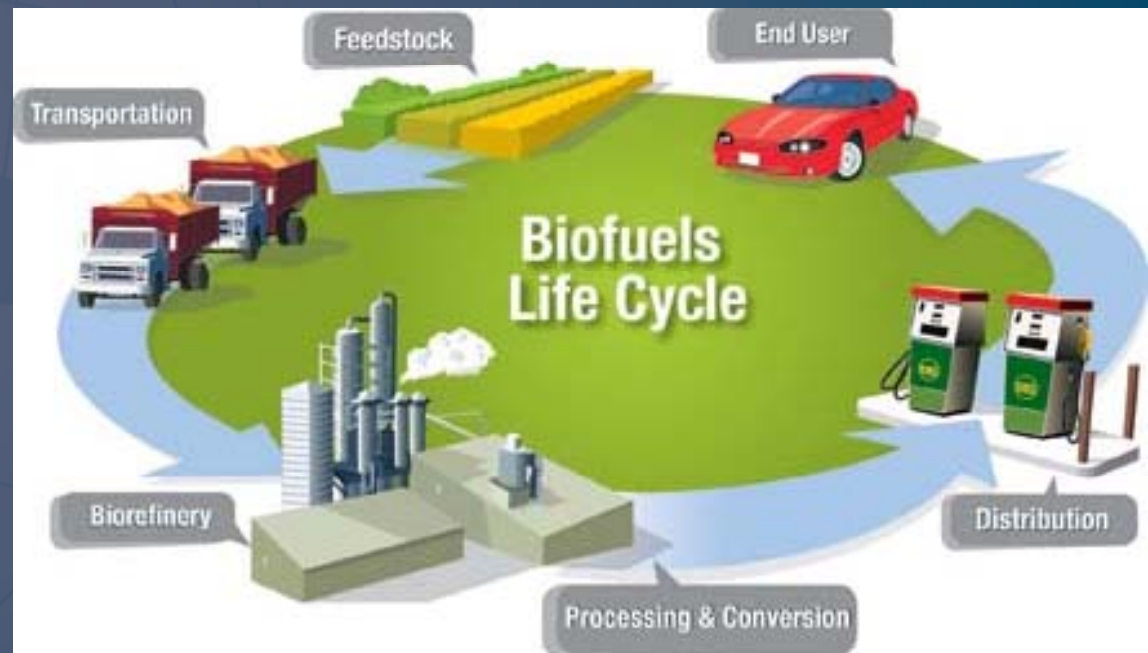 Feedstock
End User
Transportation
Biofuels
Life Cycle
Biorefinery
Distribution
Processing & Conversion